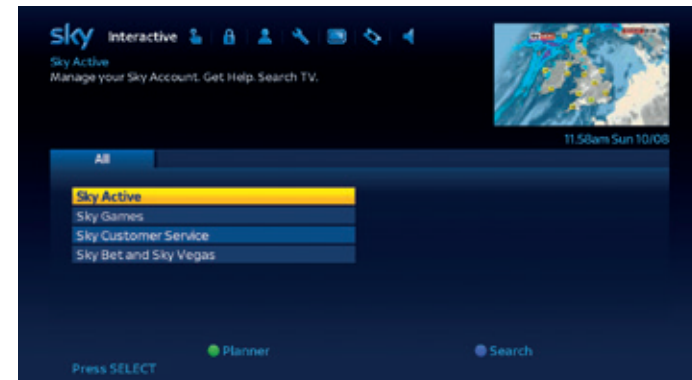 sky Interactive
Sky Active
Manage your Sky Account. Get Help. Search TV.
11.58am Sun 10/08
All
Sky Active
Sky Games
Sky Customer Service
Sky Bet and Sky Vegas
Planner
Search
Press SELECT